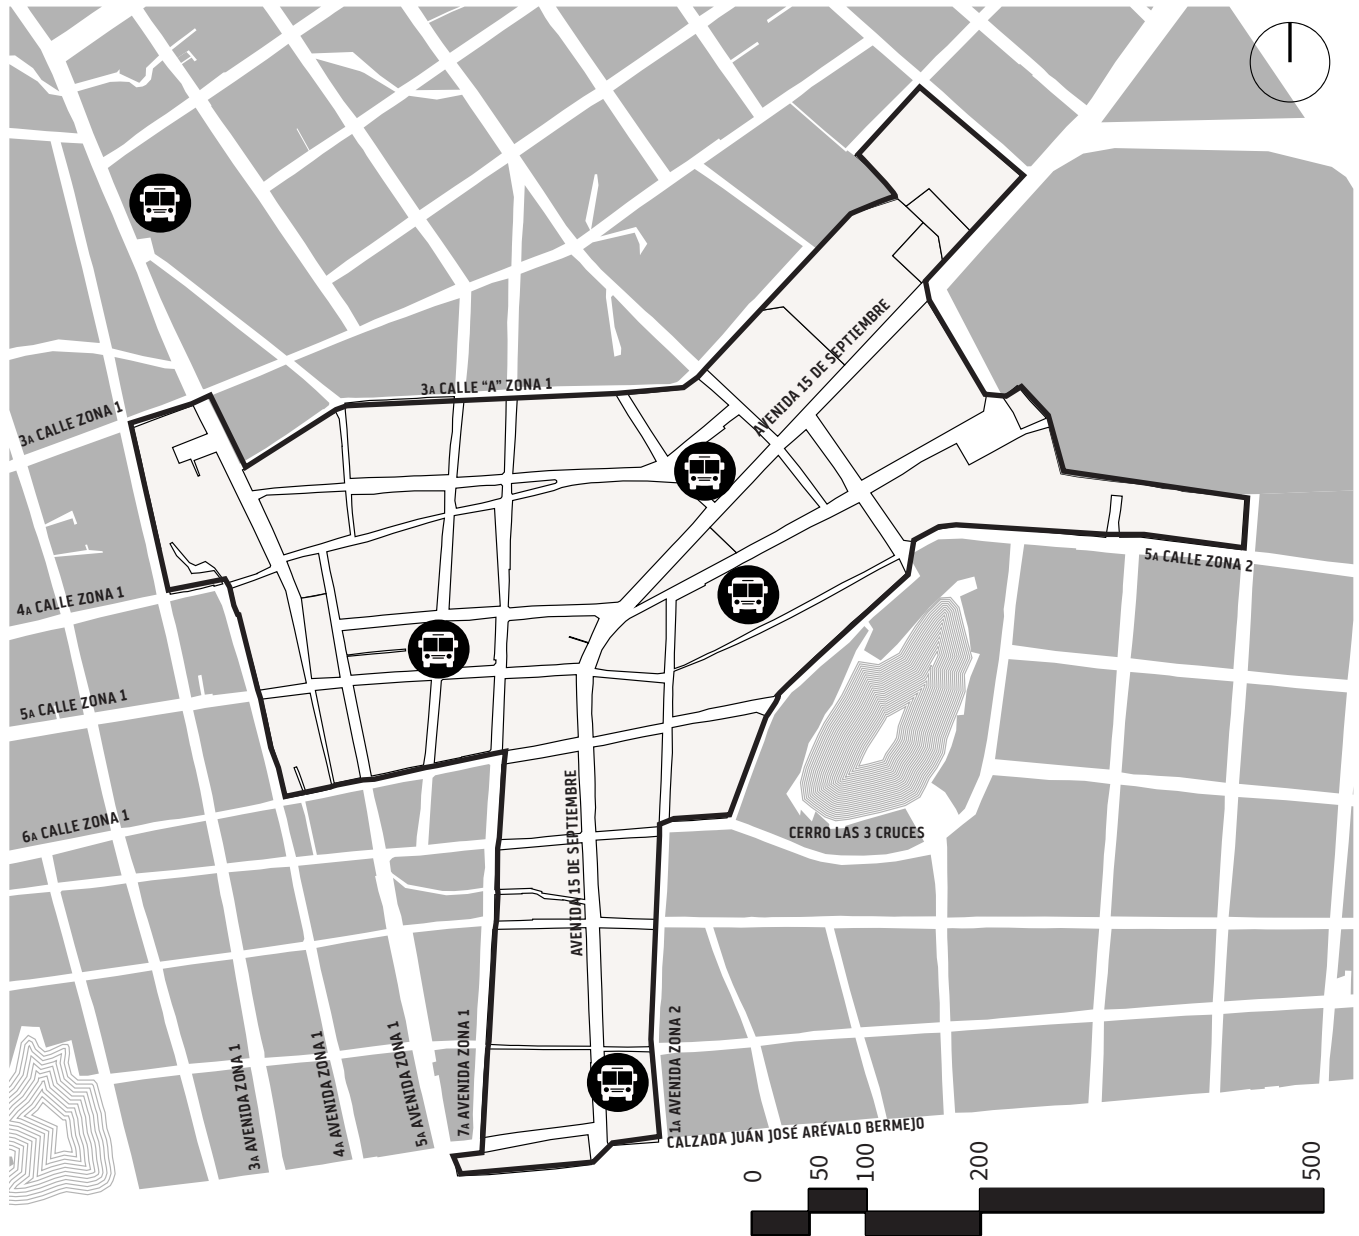 3A CALLE “A” ZONA 1
AVENIDA 15 DE SEPTIEMBRE
3A CALLE ZONA 1
5A CALLE ZONA 2
4A CALLE ZONA 1
5A CALLE ZONA 1
6A CALLE ZONA 1
AVENIDA 15 DE SEPTIEMBRE
CERRO LAS 3 CRUCES
3A AVENIDA ZONA 1
4A AVENIDA ZONA 1
5A AVENIDA ZONA 1
7A AVENIDA ZONA 1
1A AVENIDA ZONA 2
CALZADA JUÁN JOSÉ ARÉVALO BERMEJO
0 50 100 200 500